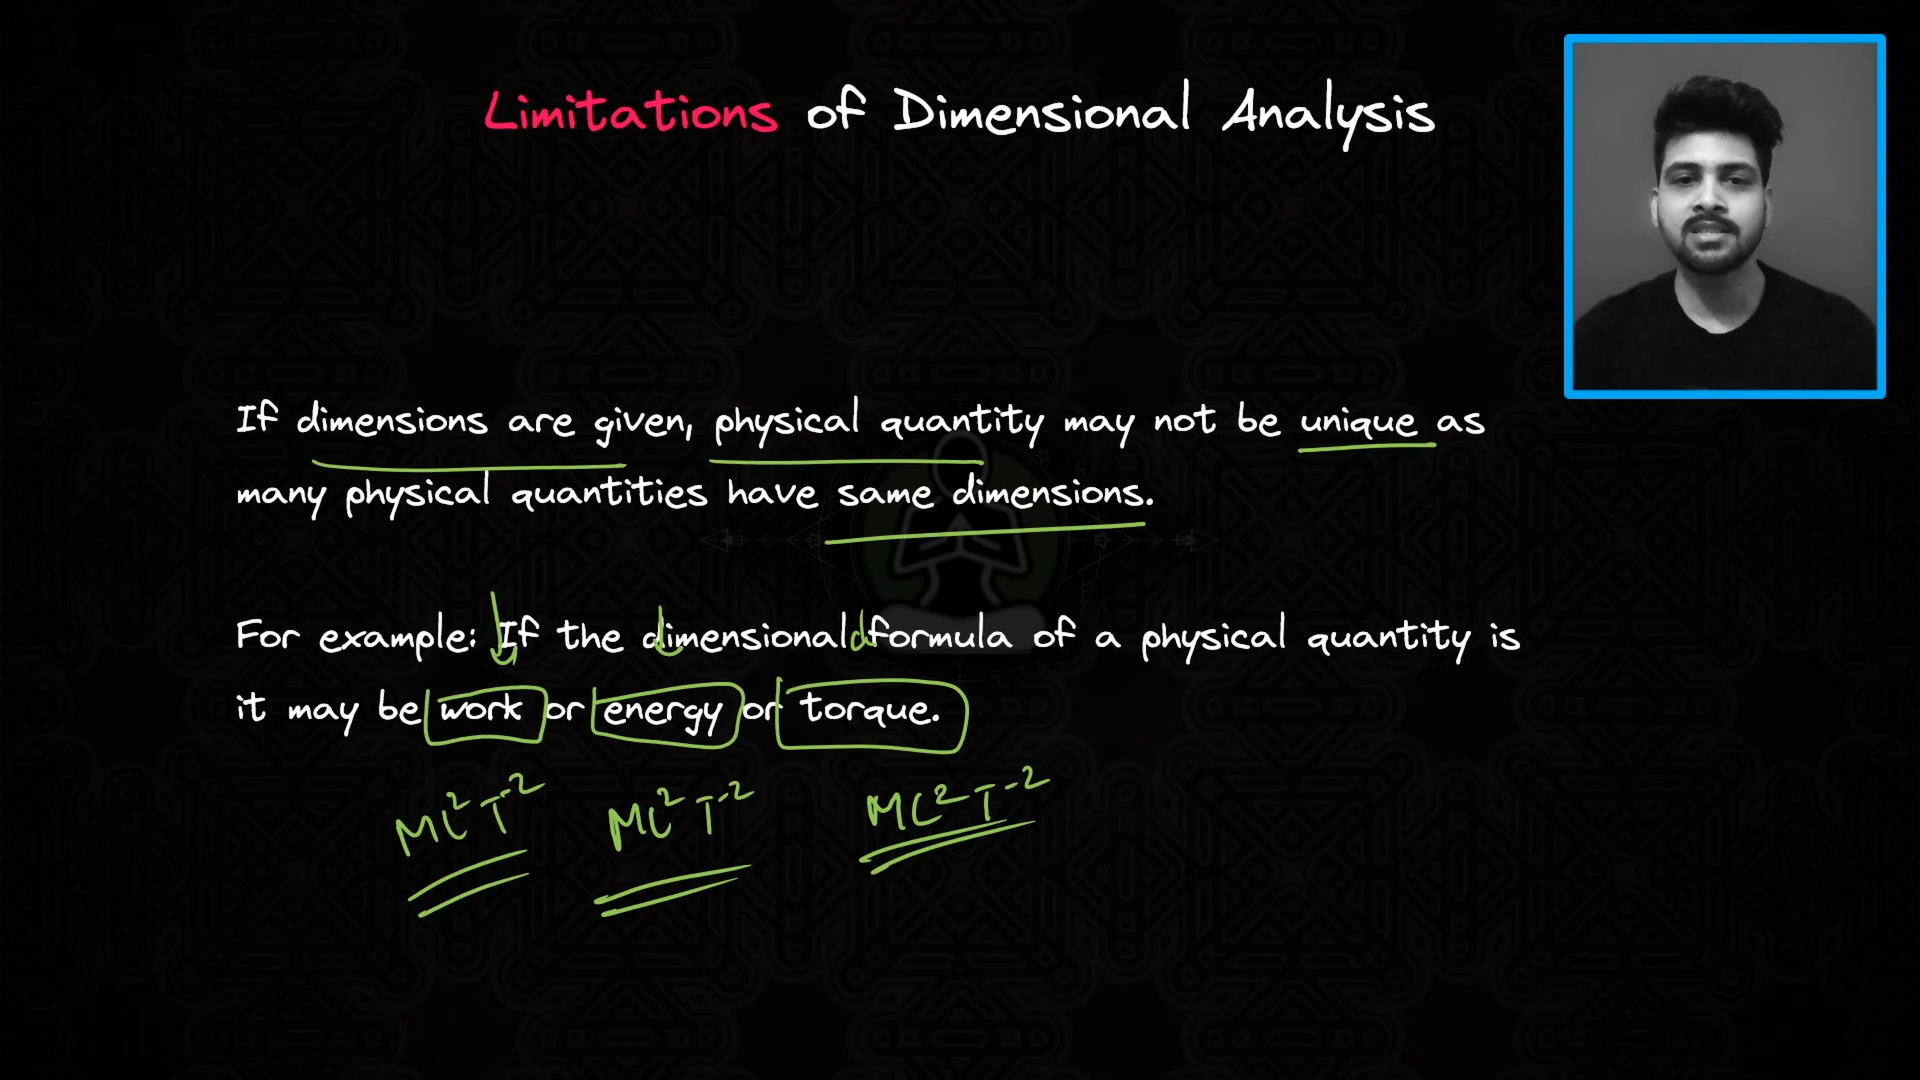 Limitations of Dimensional Analysis
If dimensions are given, physical quantity may not be unique as
many physical quantities have same dimensions.
For example: If the dimensional formula of a physical quantity is
it may be work or energy or torque.
ML²T⁻² ML²T⁻² ML²T⁻²